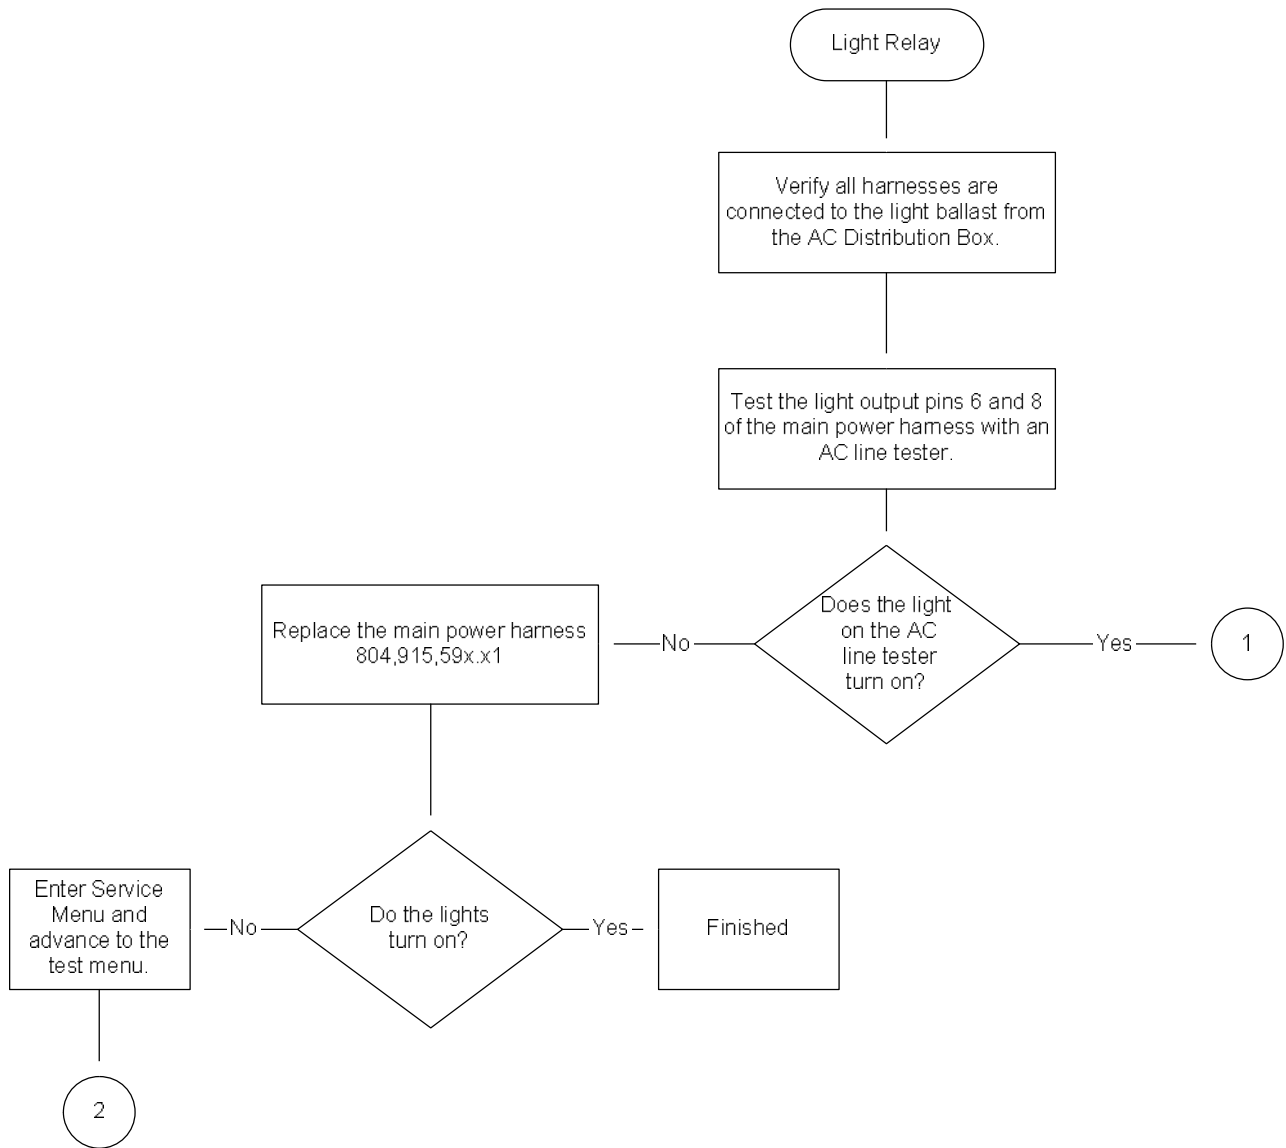 Light Relay
Verify all harnesses are
connected to the light ballast from
the AC Distribution Box.
Test the light output pins 6 and 8
of the main power harness with an
AC line tester.
Does the light
on the AC
line tester
turn on?
No
Yes
1
Replace the main power harness
804,915,59x.x1
Do the lights
turn on?
No
Yes
Enter Service
Menu and
advance to the
test menu.
Finished
2